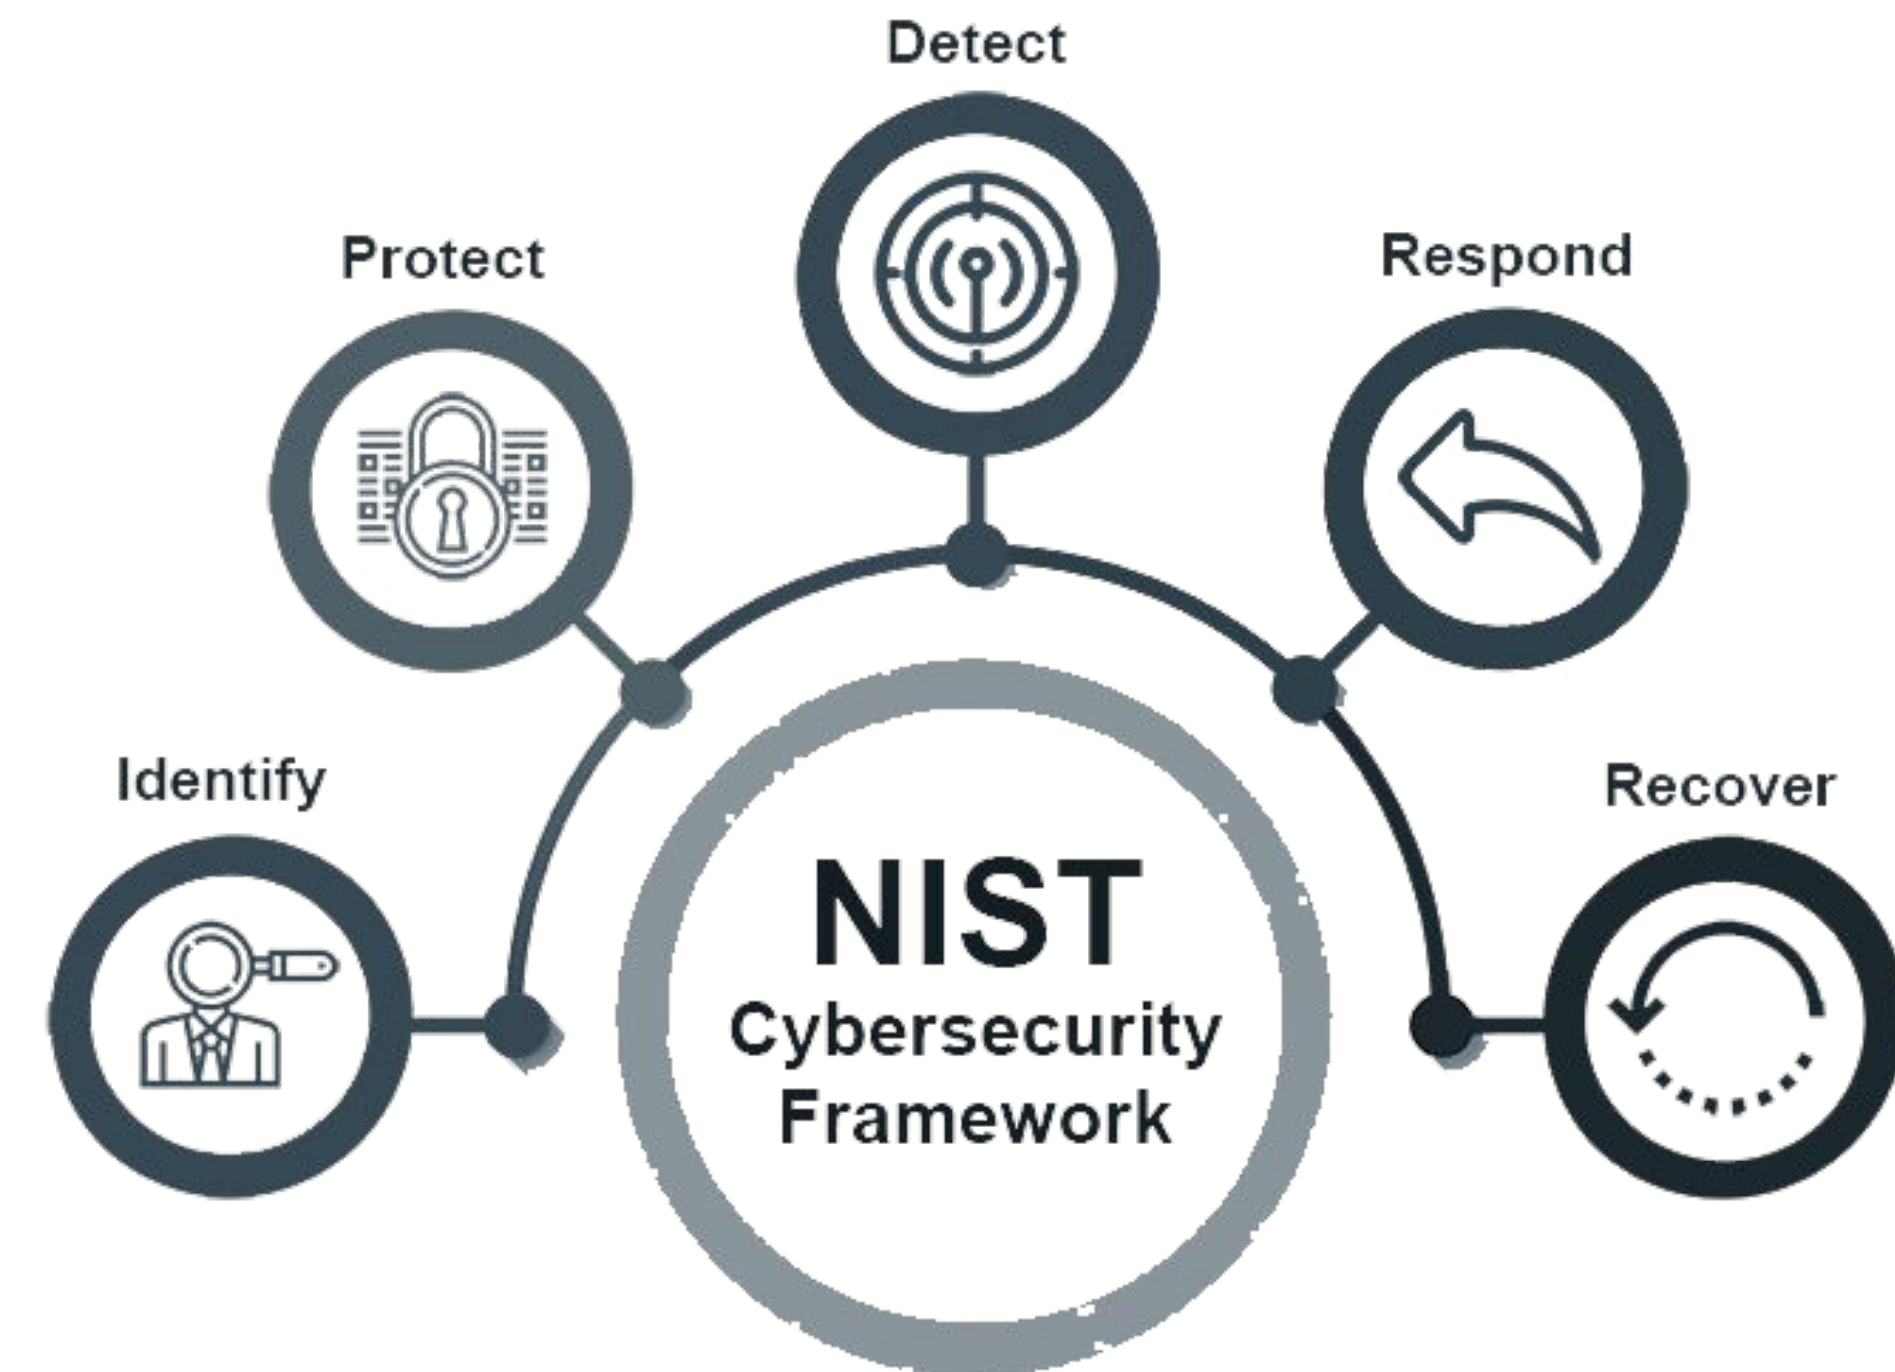 Detect
Protect
Respond
Identify
Recover
NIST
Cybersecurity
Framework